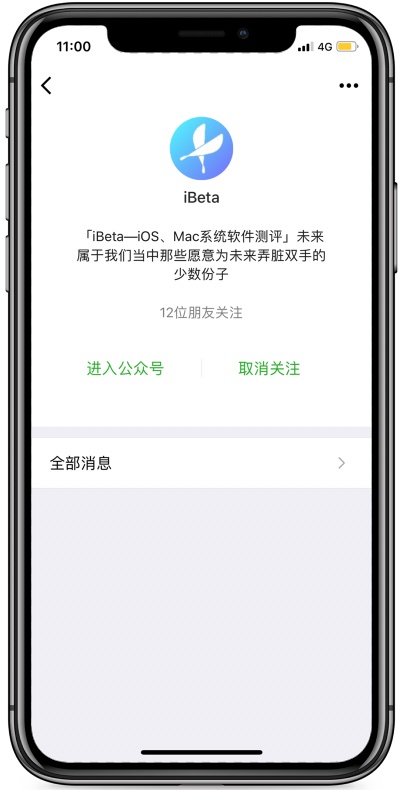 11:00 4G
iBeta
「iBeta—iOS、Mac系统软件测评」未来
属于我们当中那些愿意为未来弄脏双手的
少数份子
12位朋友关注
进入公众号 取消关注
全部消息